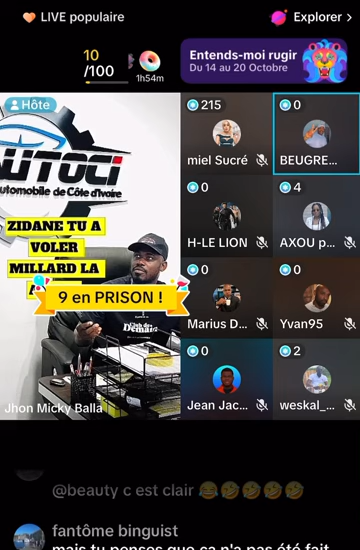 LIVE populaire
Explorer >
10
/100
1h54m
Entends-moi rugir
Du 14 au 20 Octobre
Hôte
UTOCI
utomobile de Côte d'Ivoire
ZIDANE TU A
VOLER
MILLARD LA
9 en PRISON !
Club des
Jhon Micky Balla
215
miel Sucré
0
BEUGRE...
0
H-LE LION
4
AXOU p...
0
Marius D...
0
Yvan95
0
Jean Jac...
2
weskal_...
@beauty c est clair 😂🤣🤣🤣🤣
fantôme binguist
mais tu penses que ça n'a pas été fait